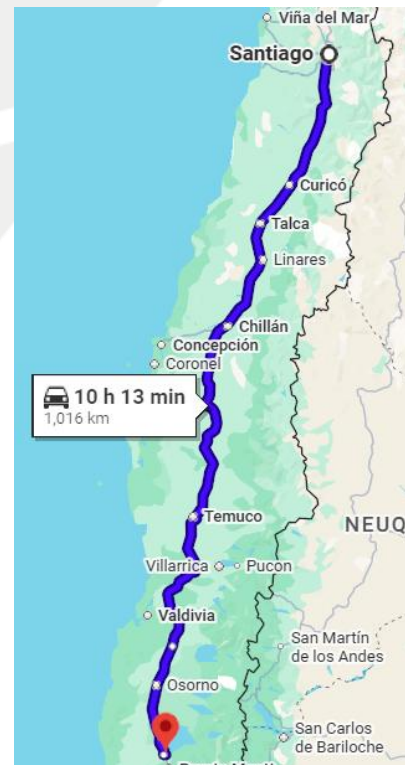 Viña del Mar
Santiago
Curicó
Talca
Linares
Chillán
Concepción
Coronel
10 h 13 min
1,016 km
Temuco
NEUQ
Villarrica
Pucon
Valdivia
San Martín
de los Andes
Osorno
San Carlos
de Bariloche